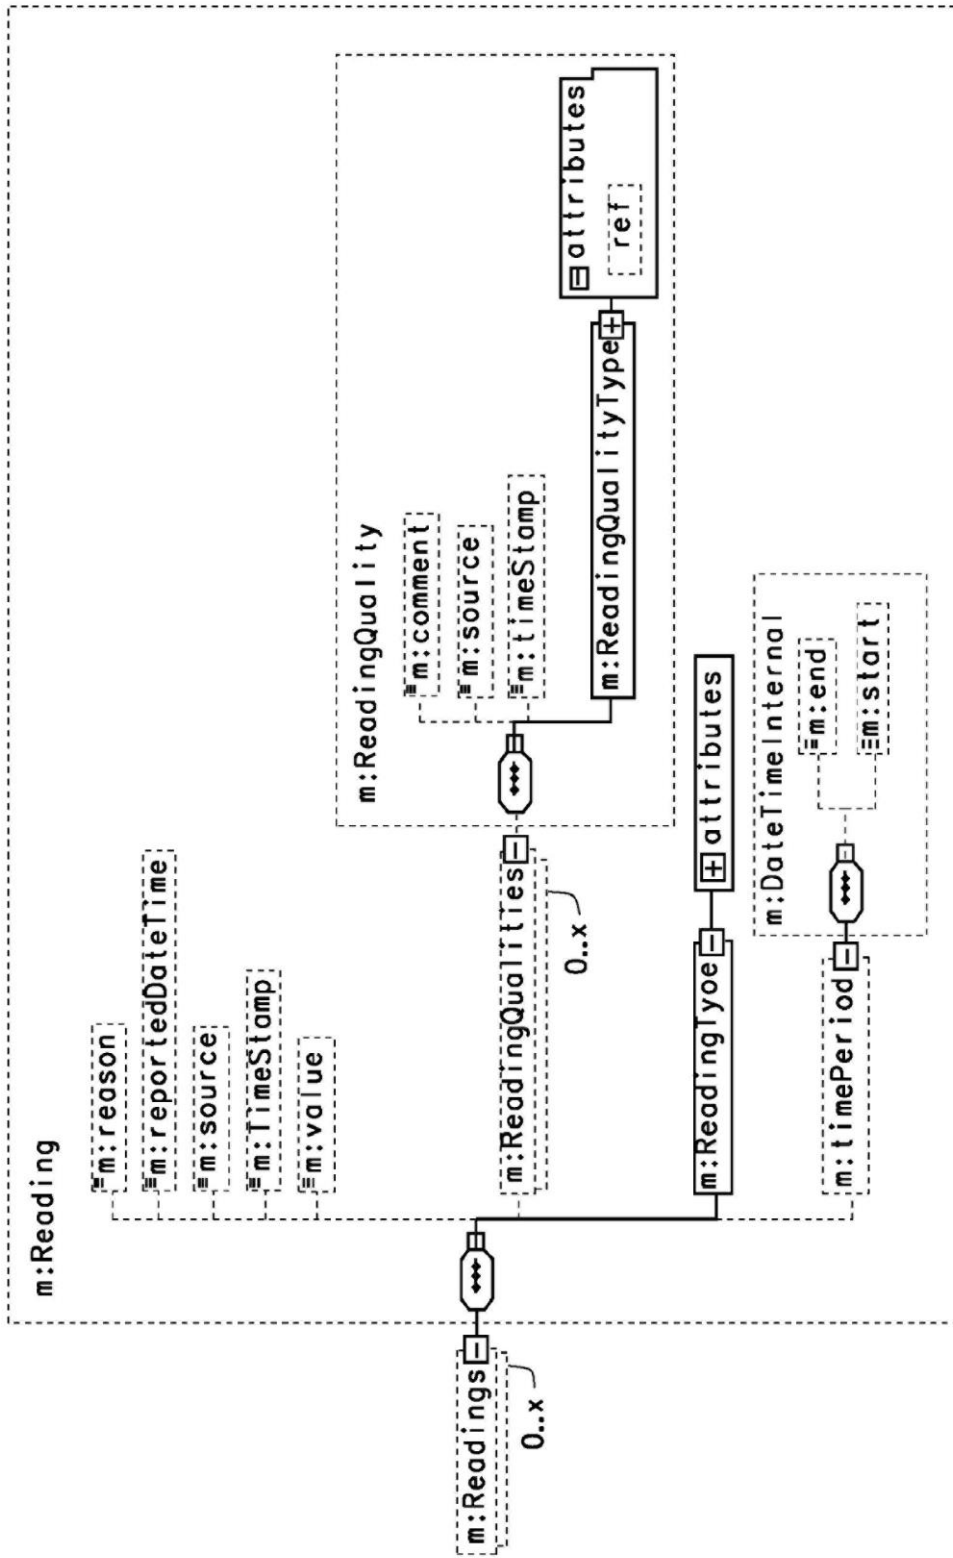 m:Reading
m:reason
m:reportedDateTime
m:source
m:TimeStamp
m:value
m:Readings
0..x
m:ReadingQualities
0..x
m:ReadingQuality
m:comment
m:source
m:timeStamp
m:ReadingQualityType
attributes
ref
m:ReadingTyoe
attributes
m:timePeriod
m:DateTimeInternal
m:end
m:start